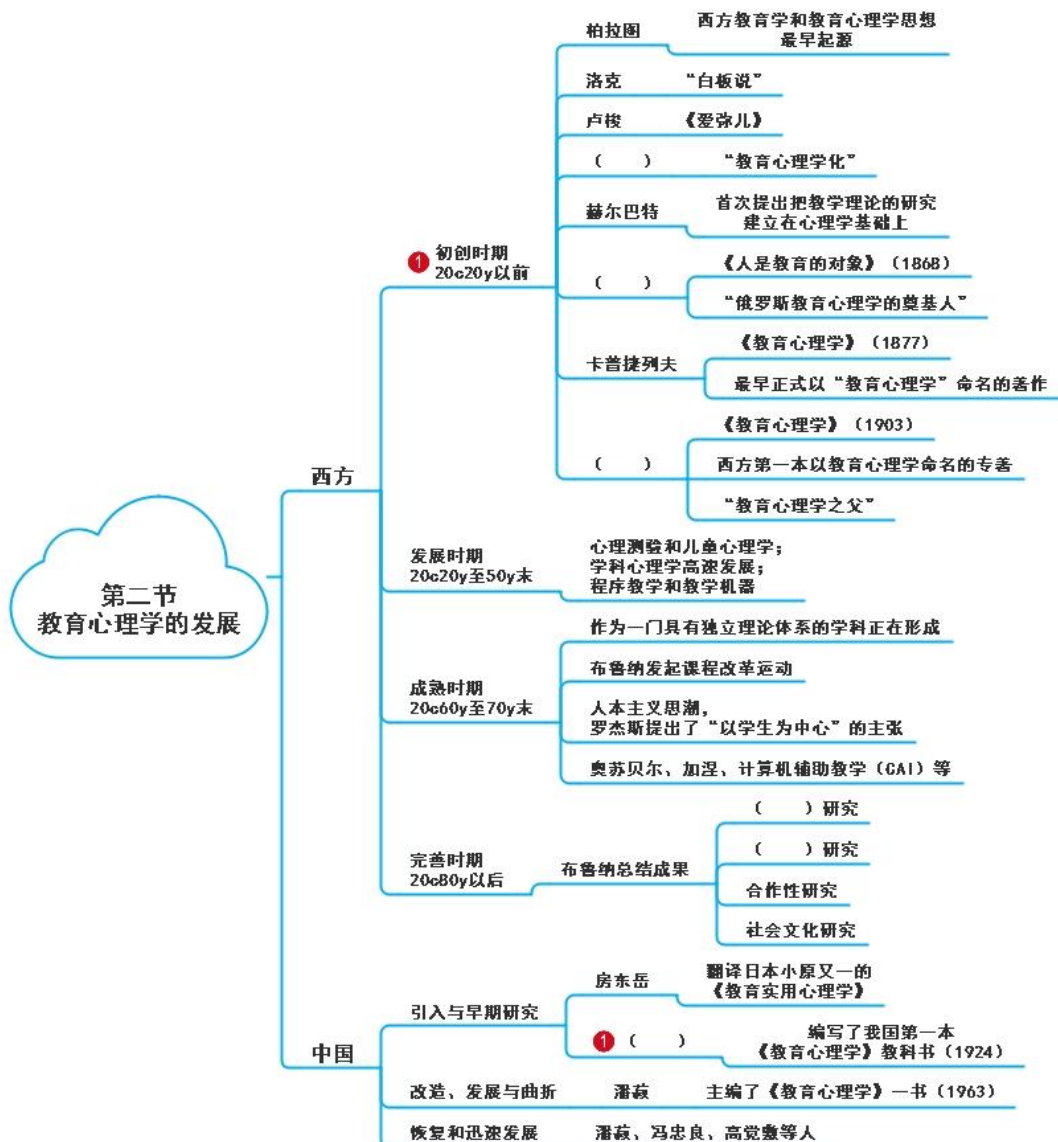 第二节
教育心理学的发展
西方
1 初创时期
20c20y以前
柏拉图
西方教育学和教育心理学思想
最早起源
洛克
“白板说”
卢梭
《爱弥儿》
( )
“教育心理学化”
赫尔巴特
首次提出把教学理论的研究
建立在心理学基础上
( )
《人是教育的对象》(1868)
“俄罗斯教育心理学的奠基人”
卡普捷列夫
《教育心理学》(1877)
最早正式以“教育心理学”命名的著作
( )
《教育心理学》(1903)
西方第一本以教育心理学命名的专著
“教育心理学之父”
发展时期
20c20y至50y末
心理测验和儿童心理学;
学科心理学高速发展;
程序教学和教学机器
成熟时期
20c60y至70y末
作为一门具有独立理论体系的学科正在形成
布鲁纳发起课程改革运动
人本主义思潮,
罗杰斯提出了“以学生为中心”的主张
奥苏贝尔、加涅、计算机辅助教学(CAI)等
完善时期
20c80y以后
布鲁纳总结成果
( )研究
( )研究
合作性研究
社会文化研究
中国
引入与早期研究
房东岳
翻译日本小原又一的
《教育实用心理学》
1 ( )
编写了我国第一本
《教育心理学》教科书(1924)
改造、发展与曲折
潘菽
主编了《教育心理学》一书(1963)
恢复和迅速发展
潘菽、冯忠良、高觉敷等人